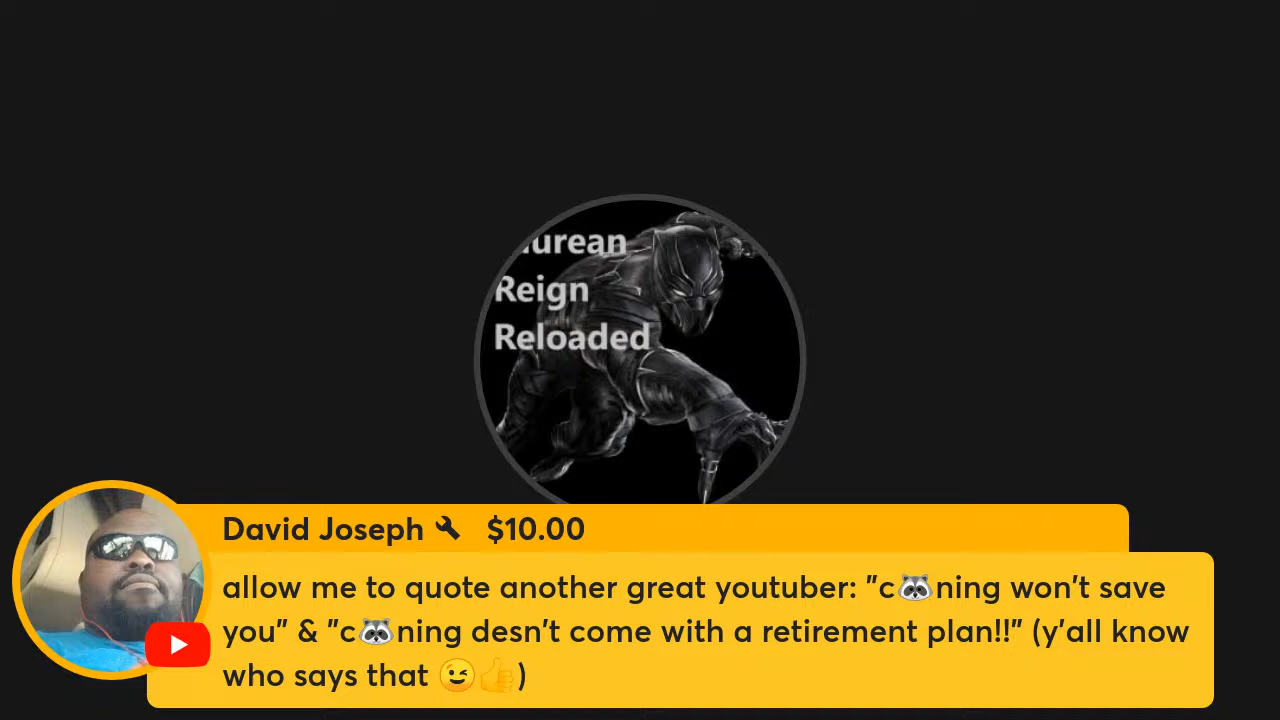 Reign
Reloaded
David Joseph 🔧 $10.00
allow me to quote another great youtuber: "c🦝ning won't save
you" & "c🦝ning desn't come with a retirement plan!!" (y'all know
who says that 😉👍)